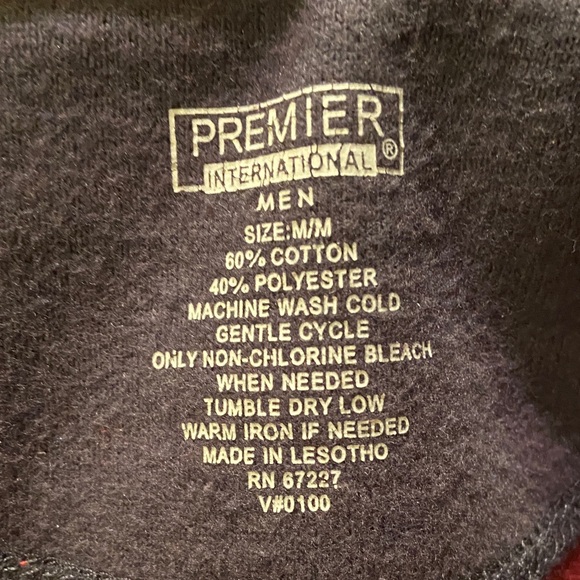 PREMIER
INTERNATIONAL ®
MEN
SIZE:M/M
60% COTTON
40% POLYESTER
MACHINE WASH COLD
GENTLE CYCLE
ONLY NON-CHLORINE BLEACH
WHEN NEEDED
TUMBLE DRY LOW
WARM IRON IF NEEDED
MADE IN LESOTHO
RN 67227
V#0100